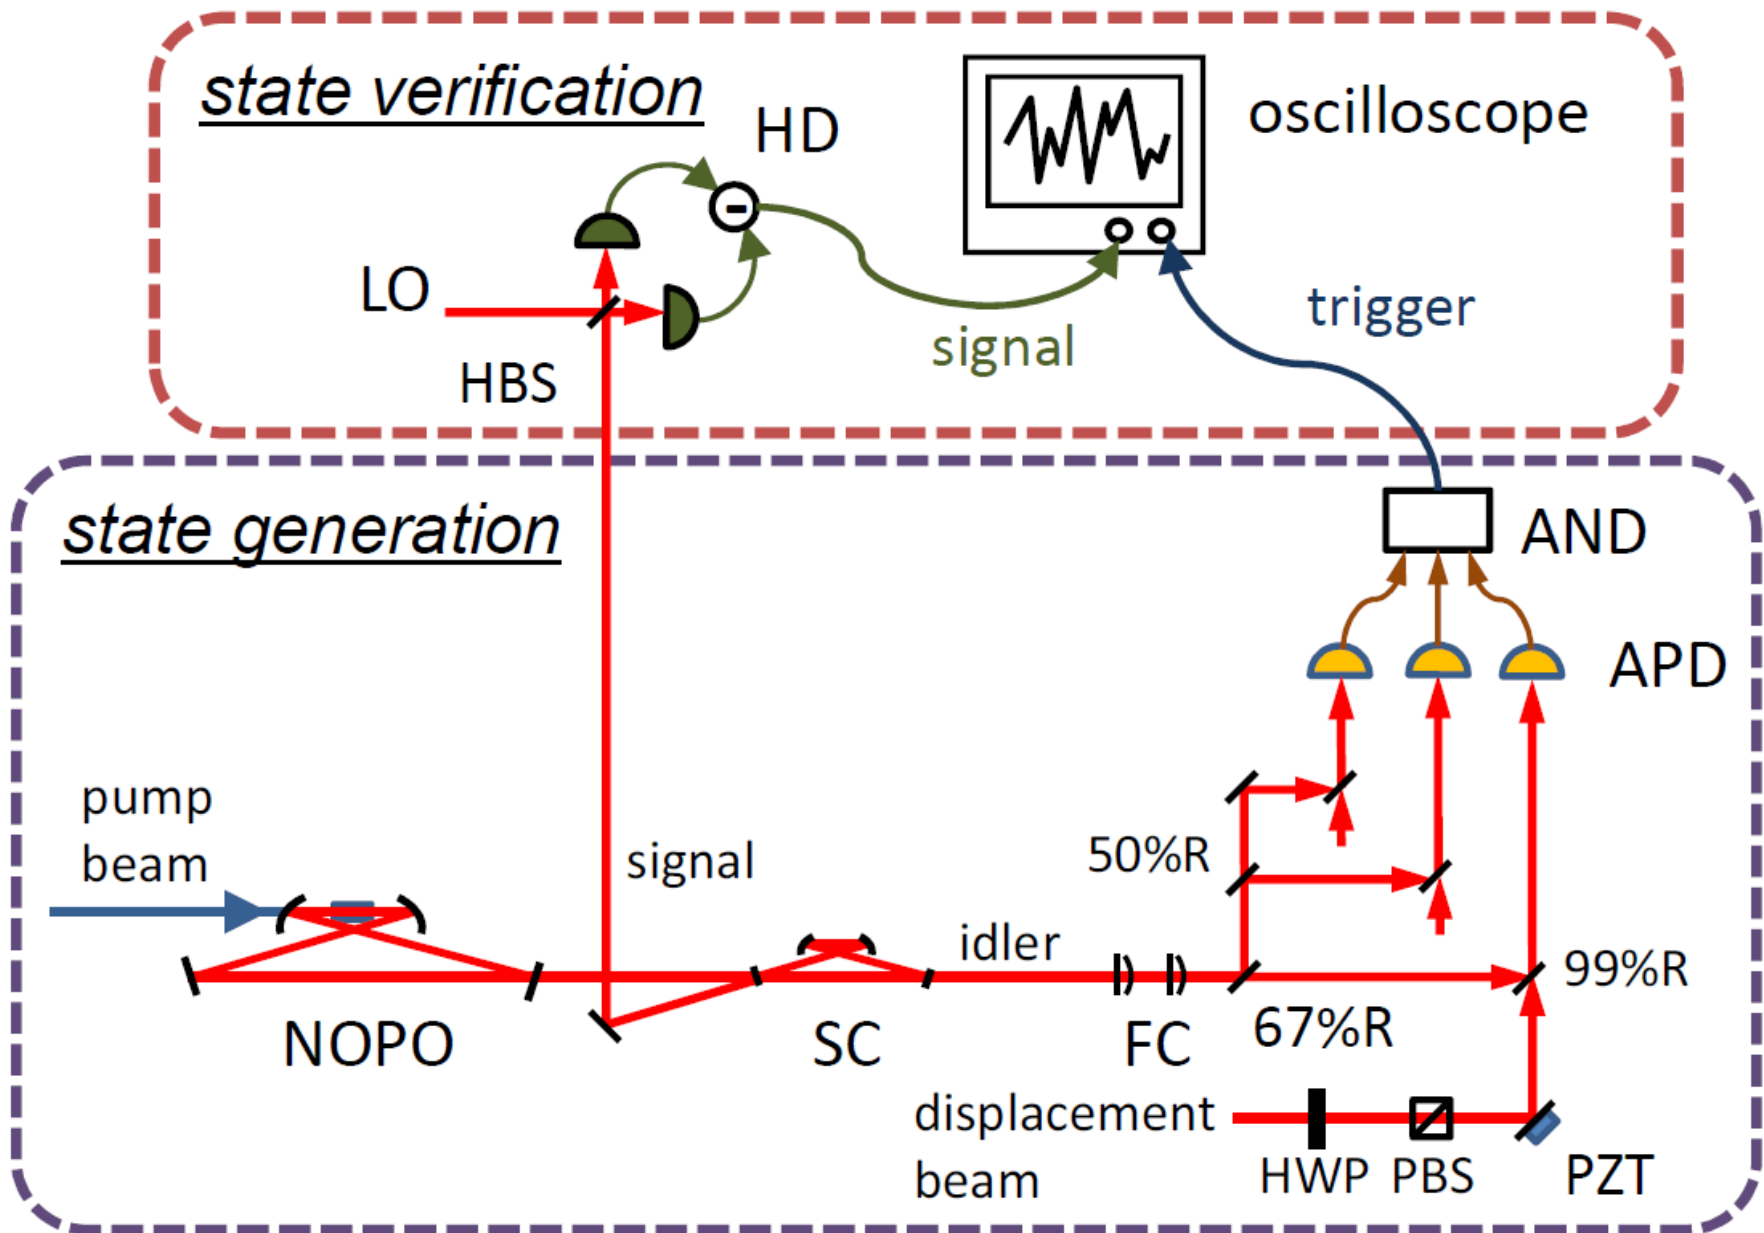 state verification
HD
oscilloscope
-
LO
HBS
signal
trigger
state generation
AND
APD
pump
beam
signal
50%R
idler
99%R
NOPO
SC
FC
67%R
displacement
beam
HWP
PBS
PZT